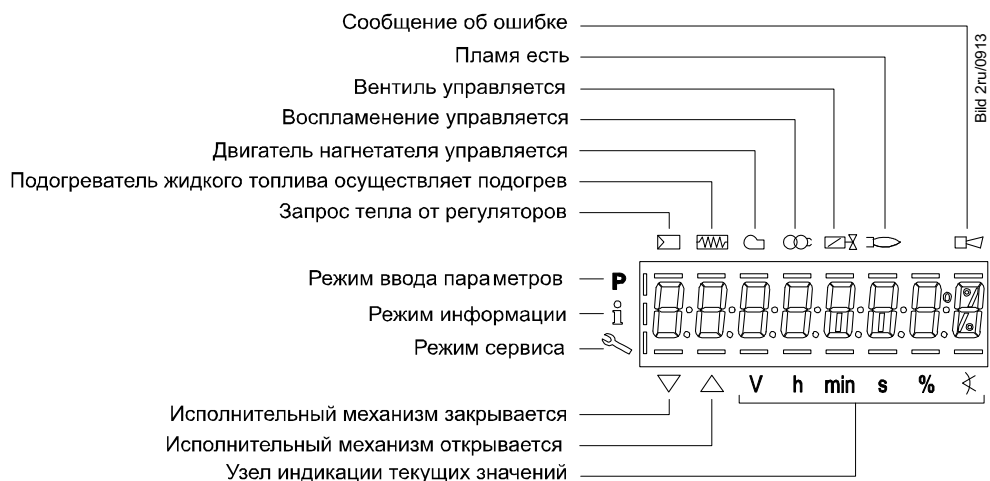 Сообщение об ошибке
Пламя есть
Вентиль управляется
Воспламенение управляется
Двигатель нагнетателя управляется
Подогреватель жидкого топлива осуществляет подогрев
Запрос тепла от регуляторов
Bild 2ru/0913
Режим ввода параметров P
Режим информации i
Режим сервиса
V h min s %
Исполнительный механизм закрывается
Исполнительный механизм открывается
Узел индикации текущих значений